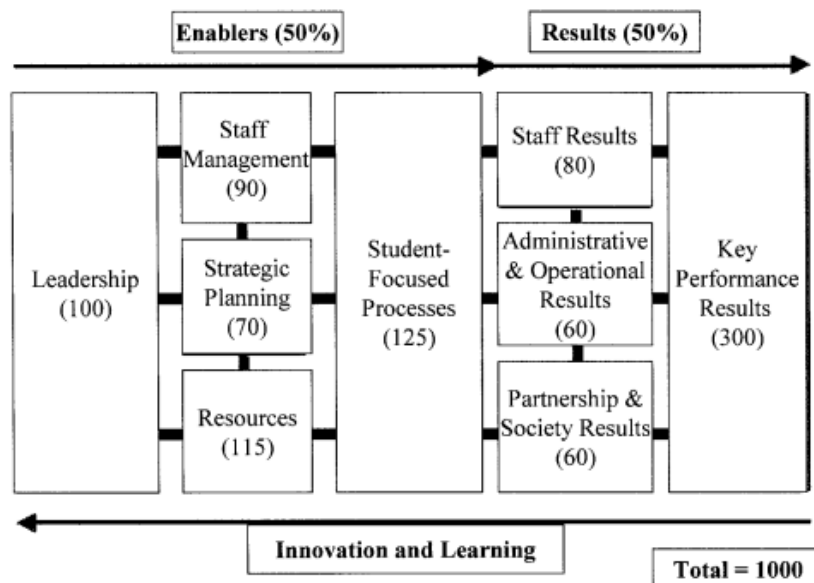 Enablers (50%)
Results (50%)
Leadership
(100)
Staff
Management
(90)
Strategic
Planning
(70)
Resources
(115)
Student-
Focused
Processes
(125)
Staff Results
(80)
Administrative
& Operational
Results
(60)
Partnership &
Society Results
(60)
Key
Performance
Results
(300)
Innovation and Learning
Total = 1000